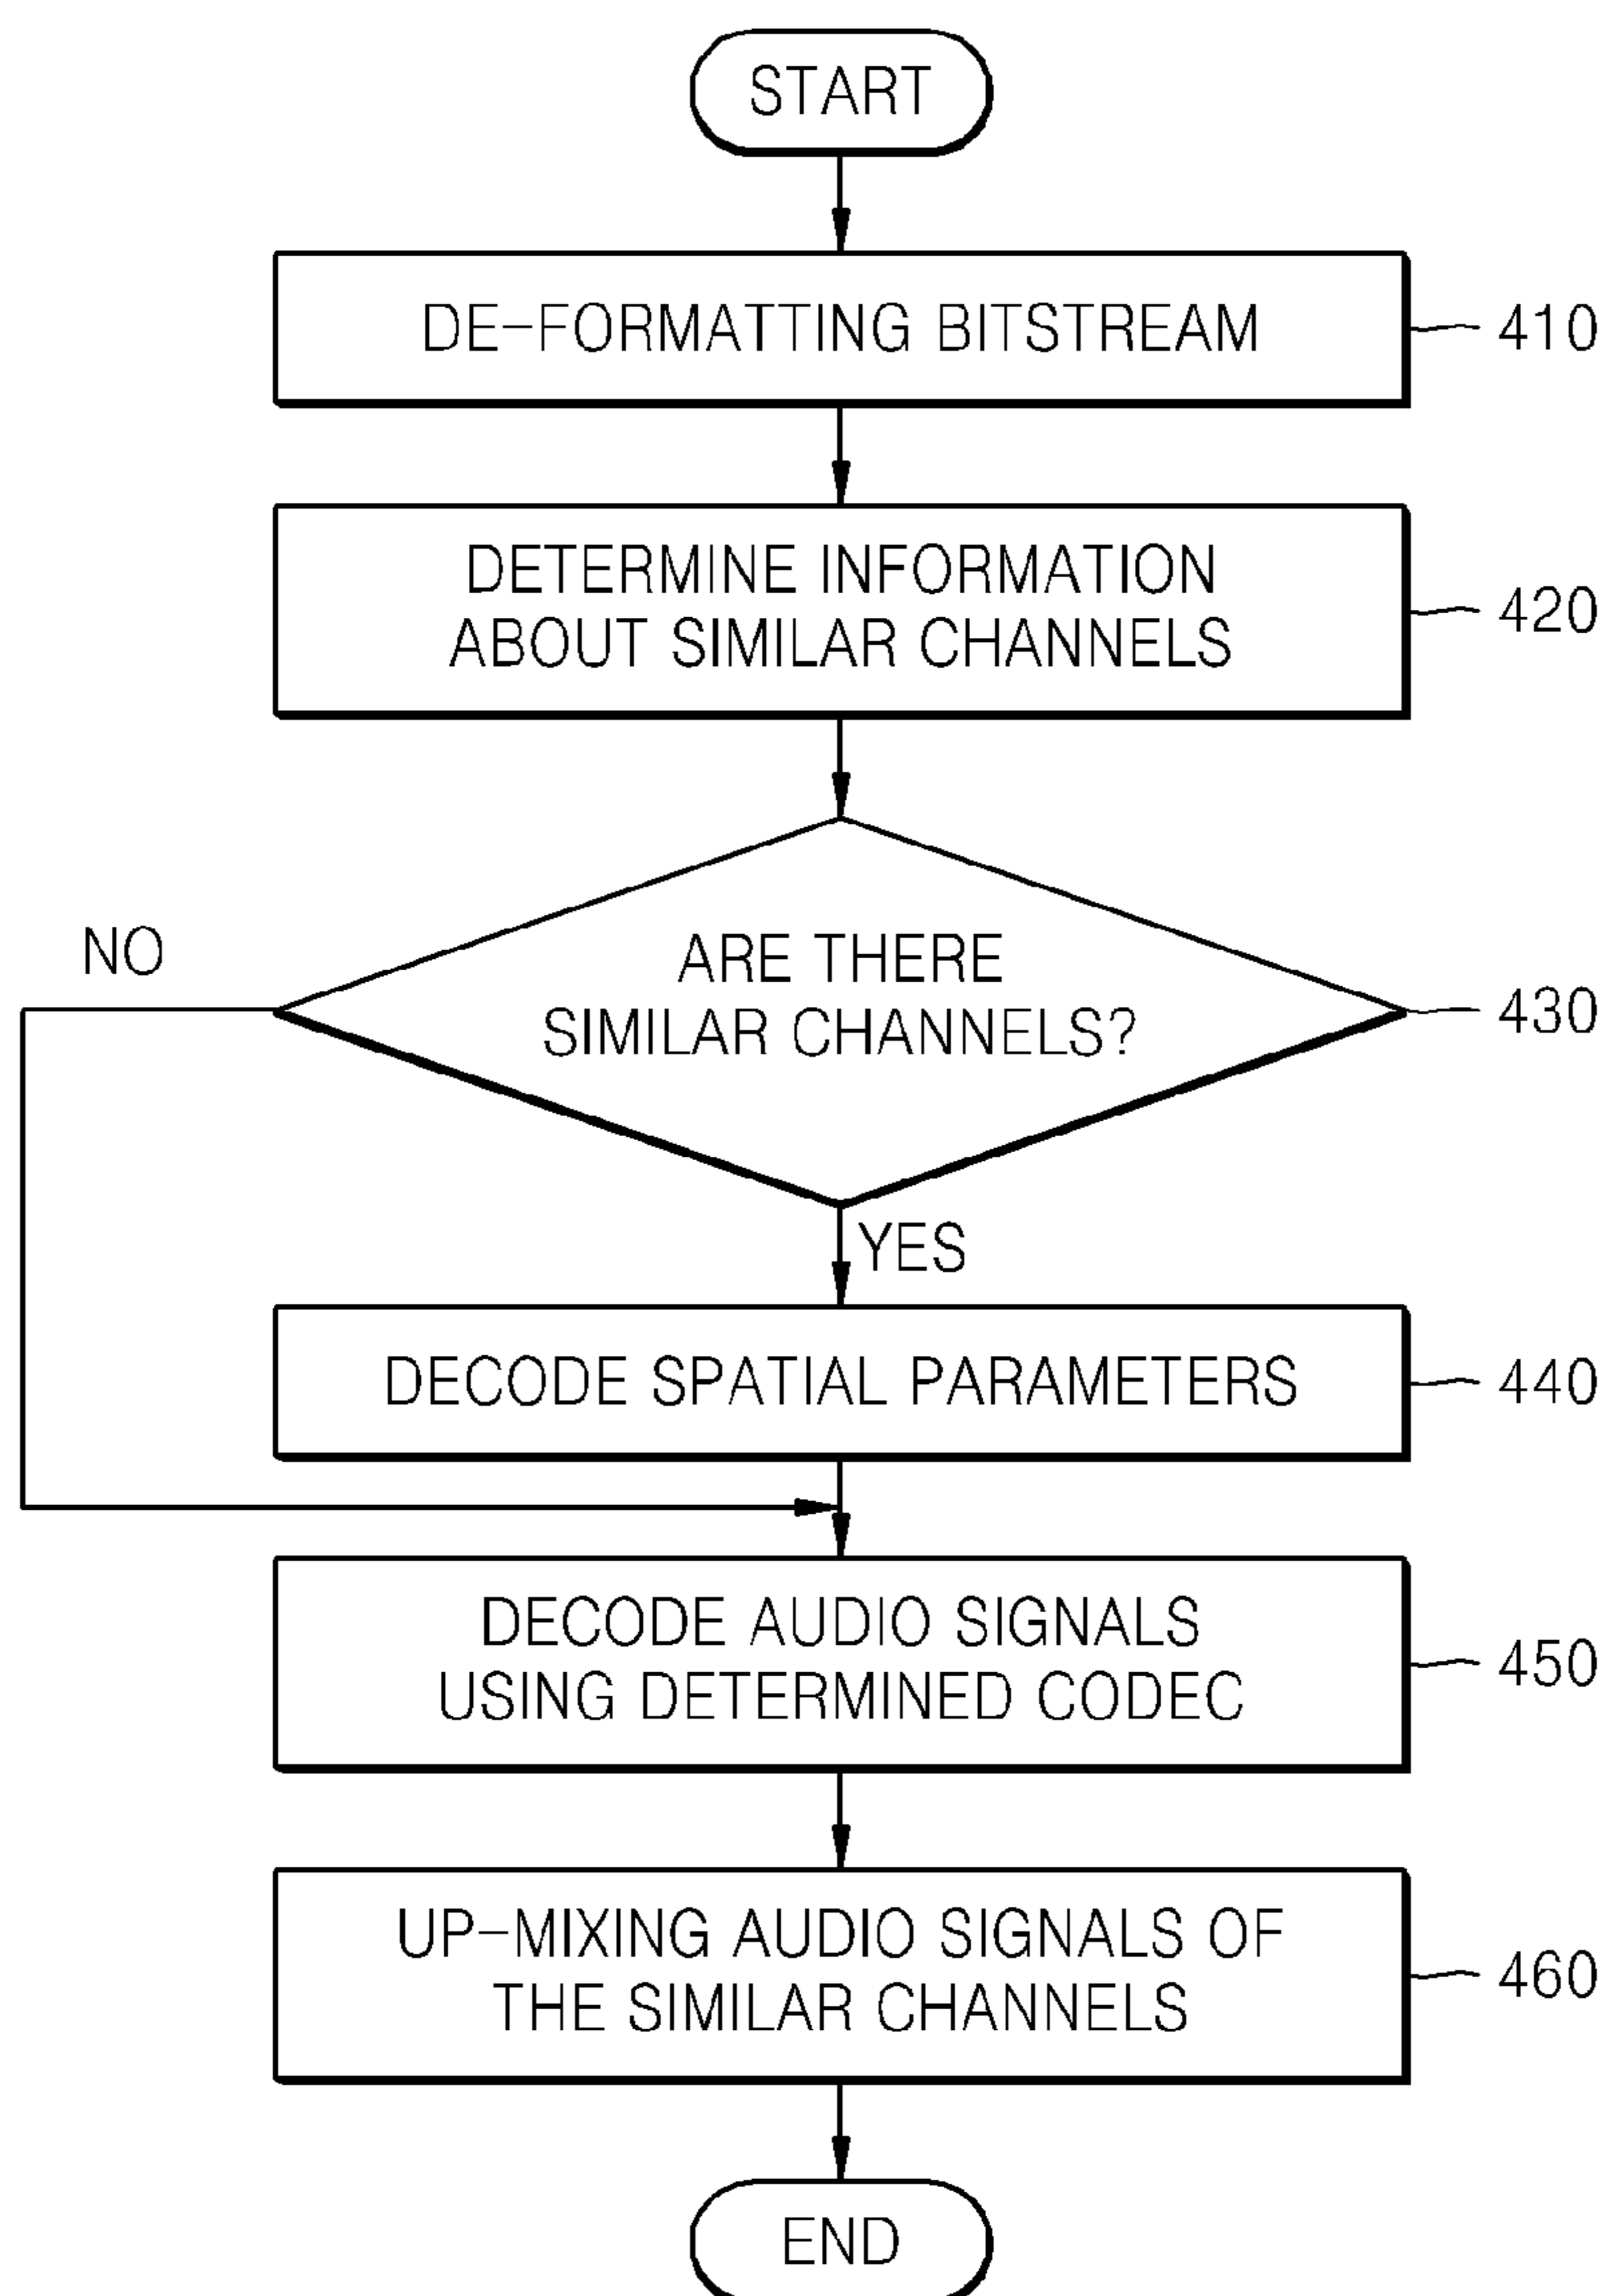 START
DE-FORMATTING BITSTREAM
410
DETERMINE INFORMATION
ABOUT SIMILAR CHANNELS
420
NO
ARE THERE
SIMILAR CHANNELS?
430
YES
DECODE SPATIAL PARAMETERS
440
DECODE AUDIO SIGNALS
USING DETERMINED CODEC
450
UP-MIXING AUDIO SIGNALS OF
THE SIMILAR CHANNELS
460
END